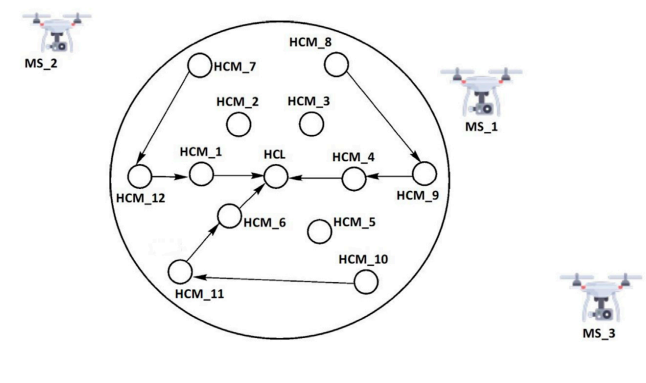 MS_2
HCM_7
HCM_8
MS_1
HCM_2
HCM_3
HCM_1
HCL
HCM_4
HCM_12
HCM_9
HCM_6
HCM_5
HCM_10
HCM_11
MS_3